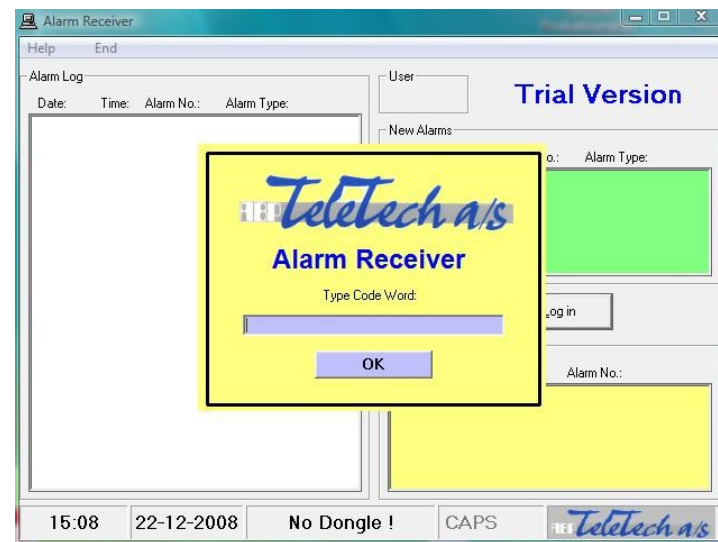 Alarm Receiver
Help End
Alarm Log
Date: Time: Alarm No.: Alarm Type:
User
Trial Version
New Alarms
o.: Alarm Type:
TeleTech a/s
Alarm Receiver
Type Code Word:
OK
og in
Alarm No.:
15:08 22-12-2008 No Dongle ! CAPS TeleTech a/s